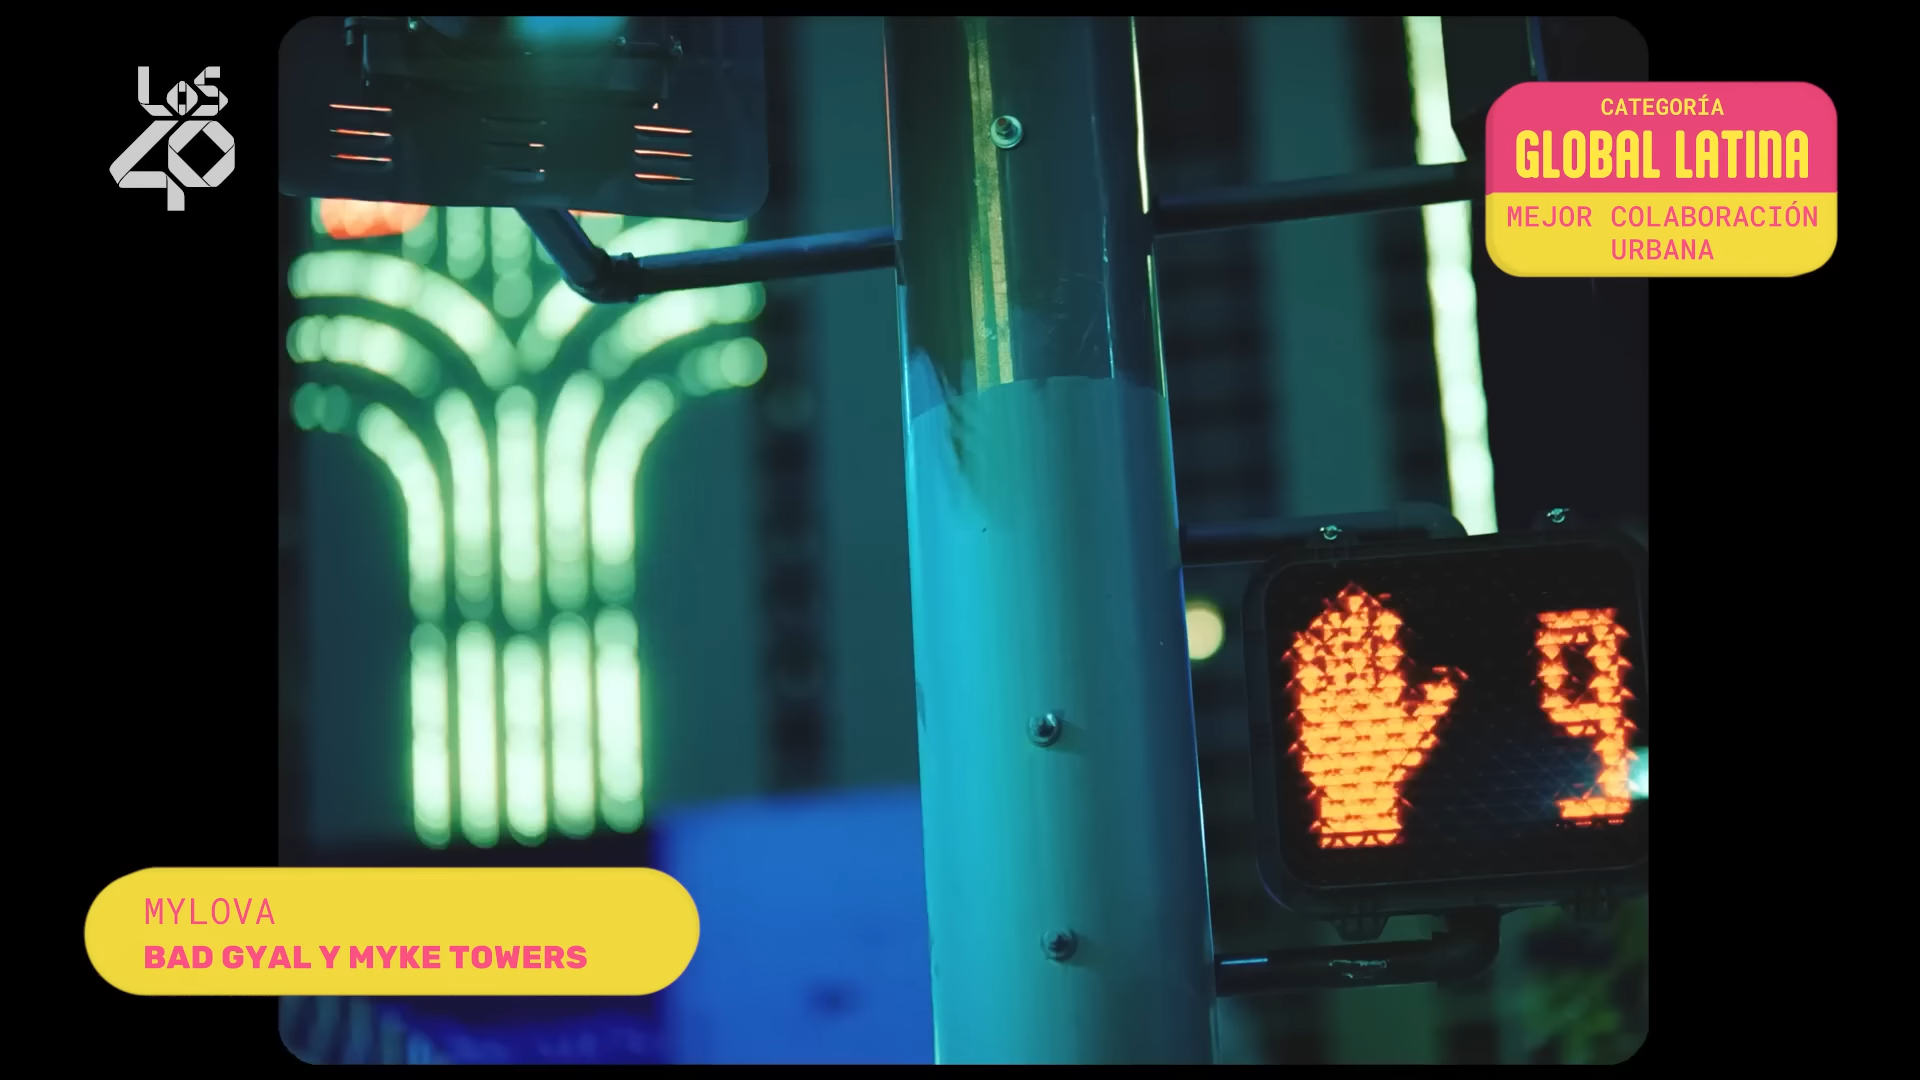 LOS
40
CATEGORÍA
GLOBAL LATINA
MEJOR COLABORACIÓN
URBANA
9
MYLOVA
BAD GYAL Y MYKE TOWERS